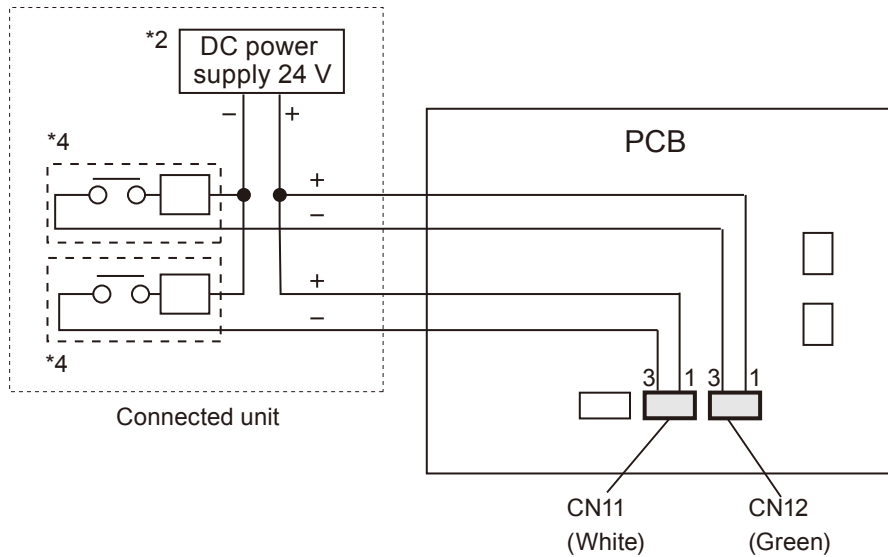 *2
DC power
supply 24 V
– +
*4
PCB
+
–
+
–
*4
3 1 3 1
Connected unit
CN11
(White)
CN12
(Green)